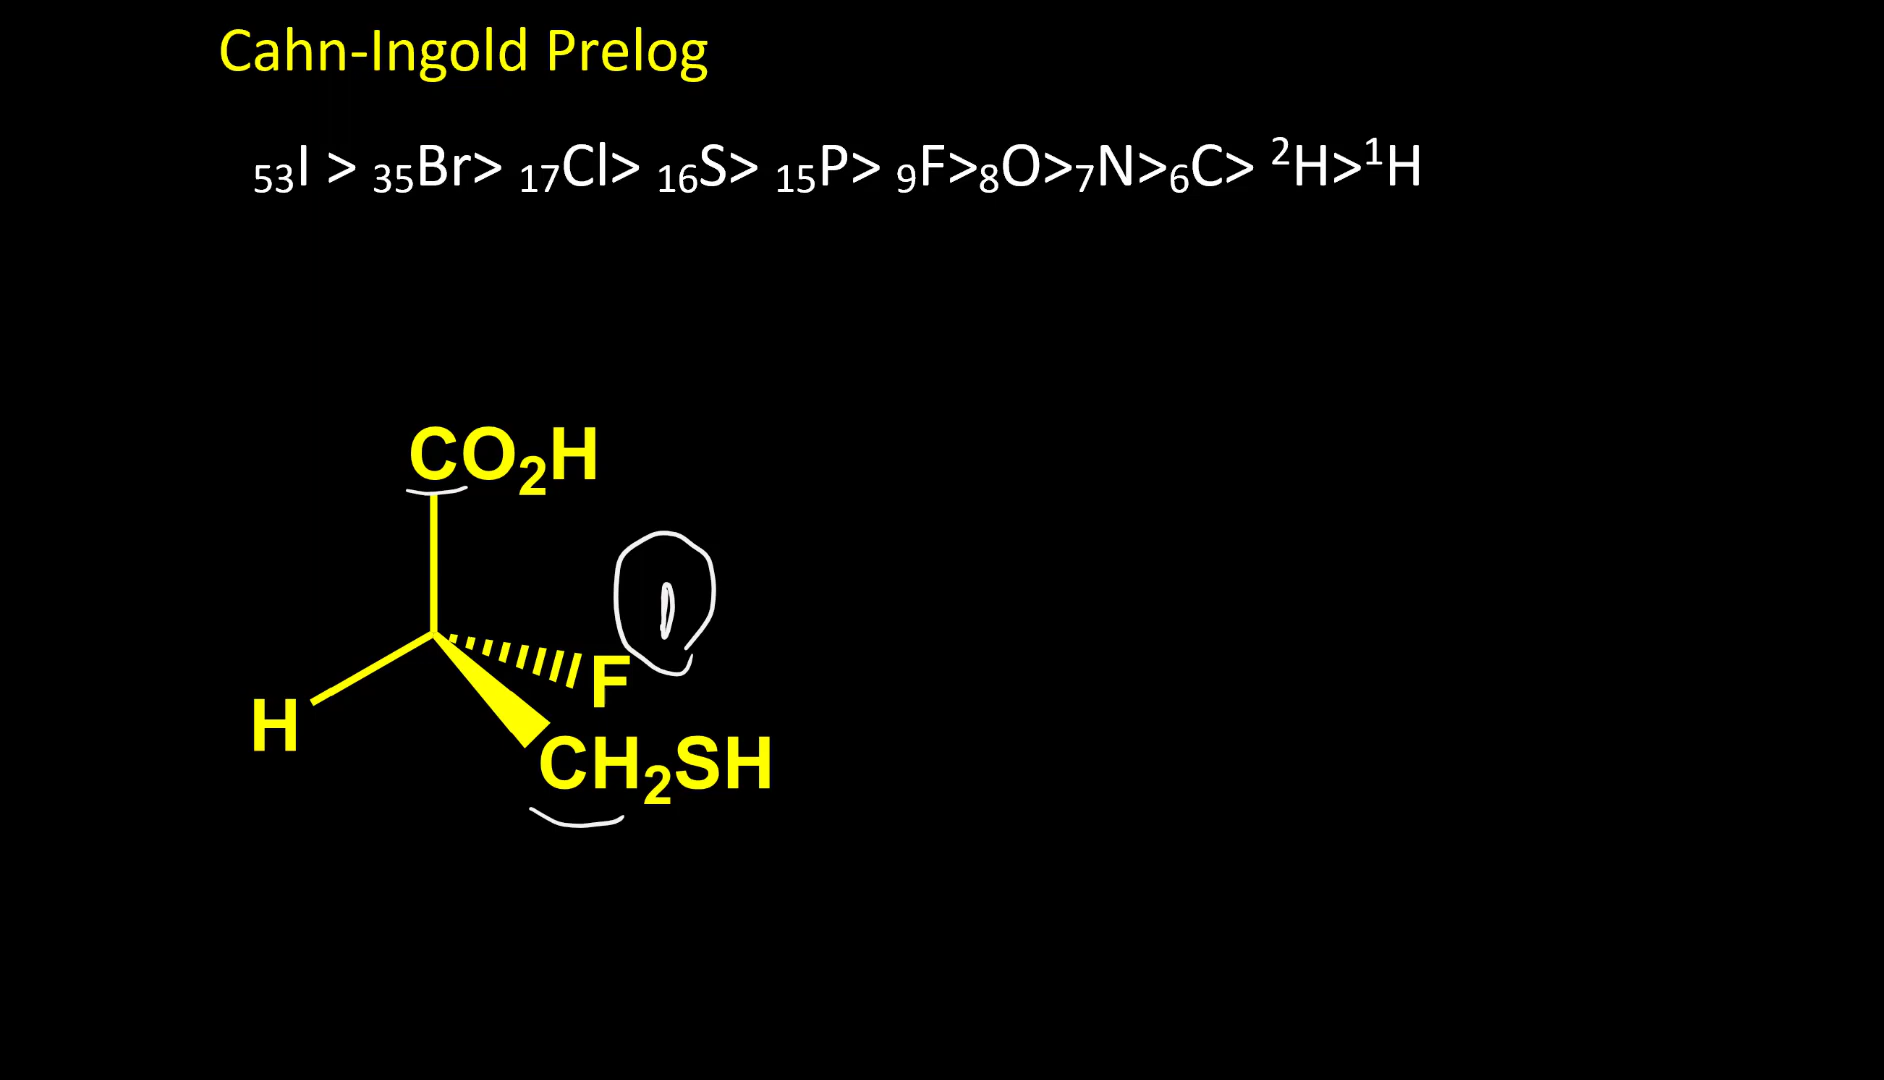 Cahn-Ingold Prelog
₅₃I > ₃₅Br> ₁₇Cl> ₁₆S> ₁₅P> ₉F>₈O>₇N>₆C> ²H>¹H
CO₂H
1
F
H
CH₂SH